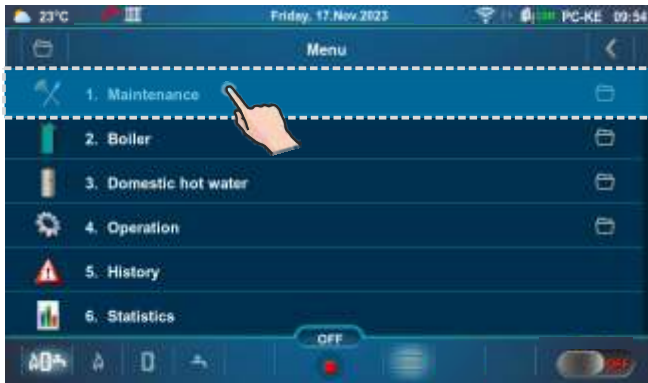 23°C Friday, 17.Nov.2023 PC-KE 09:54
Menu
1. Maintenance
2. Boiler
3. Domestic hot water
4. Operation
5. History
6. Statistics
OFF
OFF